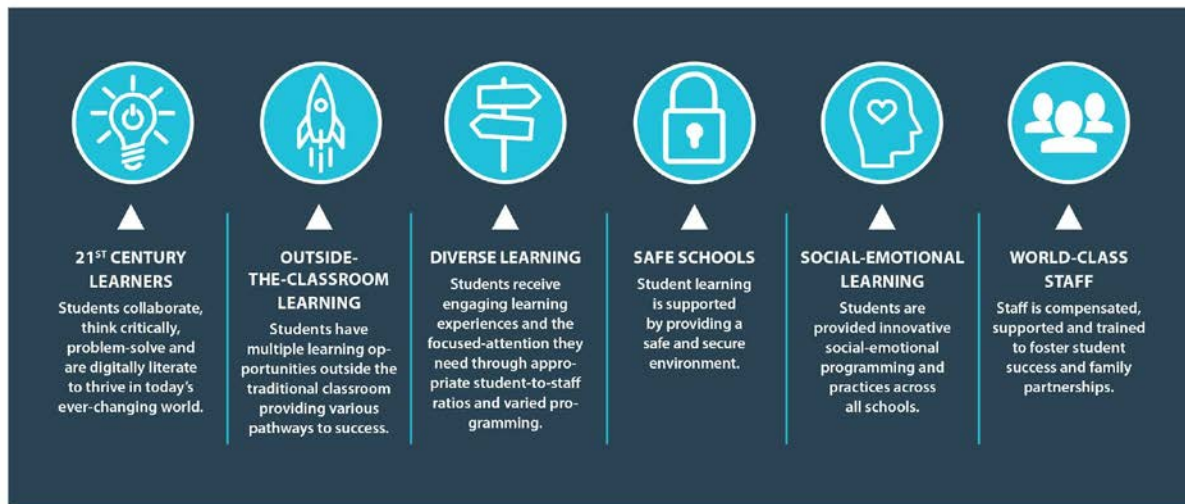 21ST CENTURY
LEARNERS
Students collaborate,
think critically,
problem-solve and
are digitally literate
to thrive in today's
ever-changing world.
OUTSIDE-
THE-CLASSROOM
LEARNING
Students have
multiple learning op-
portunities outside the
traditional classroom
providing various
pathways to success.
DIVERSE LEARNING
Students receive
engaging learning
experiences and the
focused-attention they
need through appro-
priate student-to-staff
ratios and varied pro-
gramming.
SAFE SCHOOLS
Student learning
is supported
by providing a
safe and secure
environment.
SOCIAL-EMOTIONAL
LEARNING
Students are
provided innovative
social-emotional
programming and
practices across
all schools.
WORLD-CLASS
STAFF
Staff is compensated,
supported and trained
to foster student
success and family
partnerships.